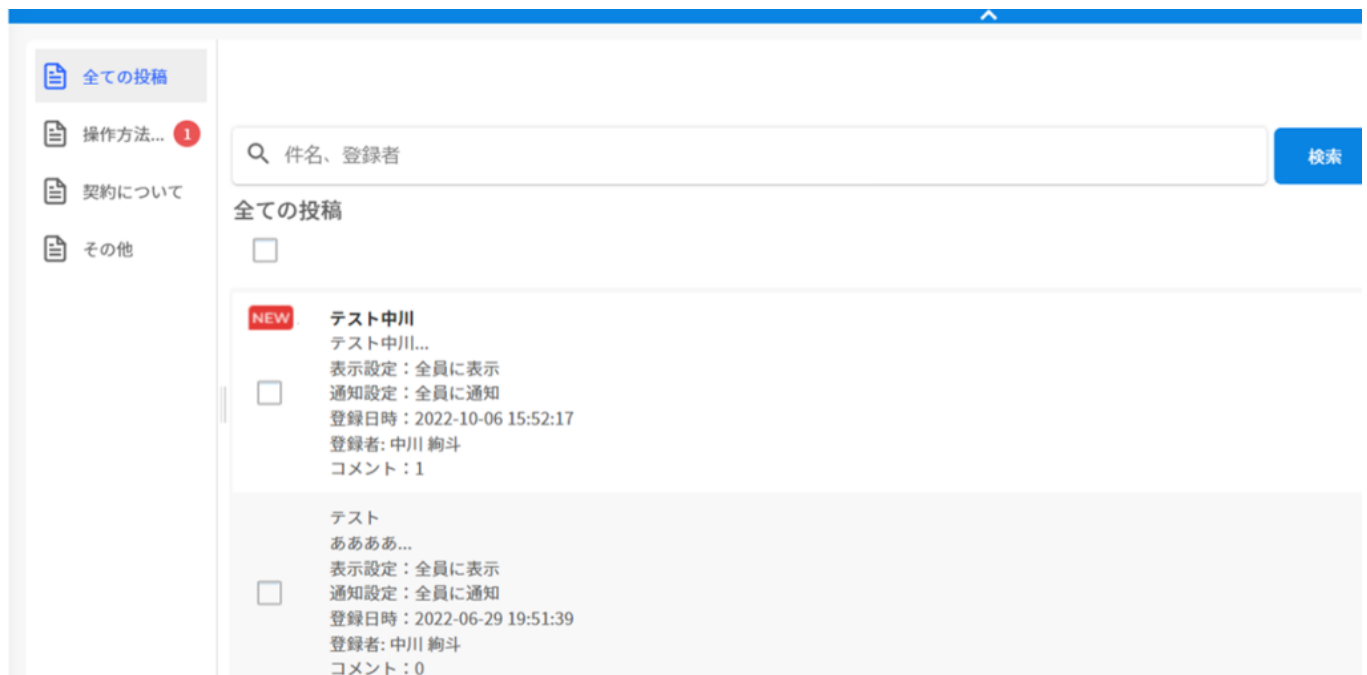 全ての投稿
操作方法... 1
契約について
その他
件名、登録者
検索
全ての投稿
NEW
テスト中川
テスト中川...
表示設定：全員に表示
通知設定：全員に通知
登録日時：2022-10-06 15:52:17
登録者: 中川 絢斗
コメント：1
テスト
ああああ...
表示設定：全員に表示
通知設定：全員に通知
登録日時：2022-06-29 19:51:39
登録者: 中川 絢斗
コメント：0